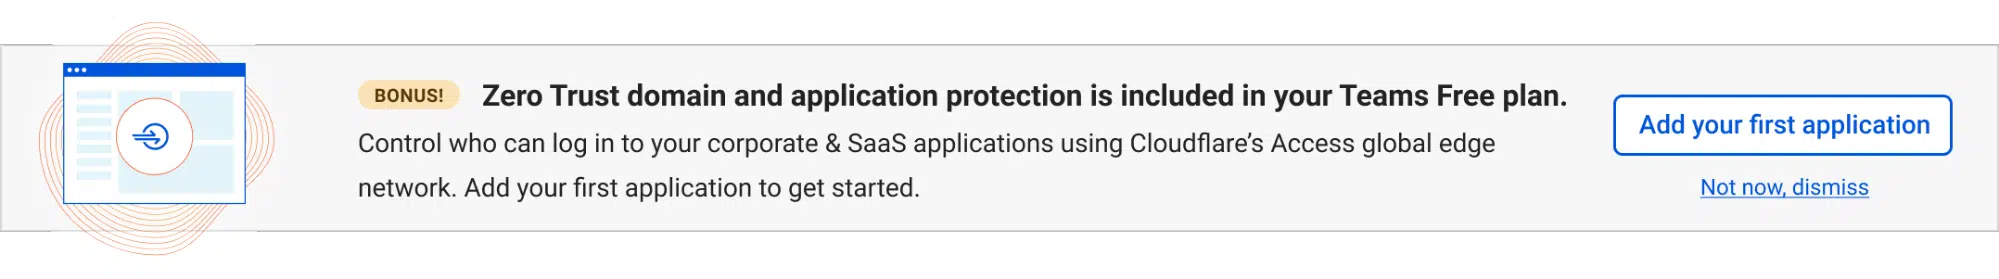 BONUS! Zero Trust domain and application protection is included in your Teams Free plan.
Control who can log in to your corporate & SaaS applications using Cloudflare’s Access global edge
network. Add your first application to get started.
Add your first application
Not now, dismiss